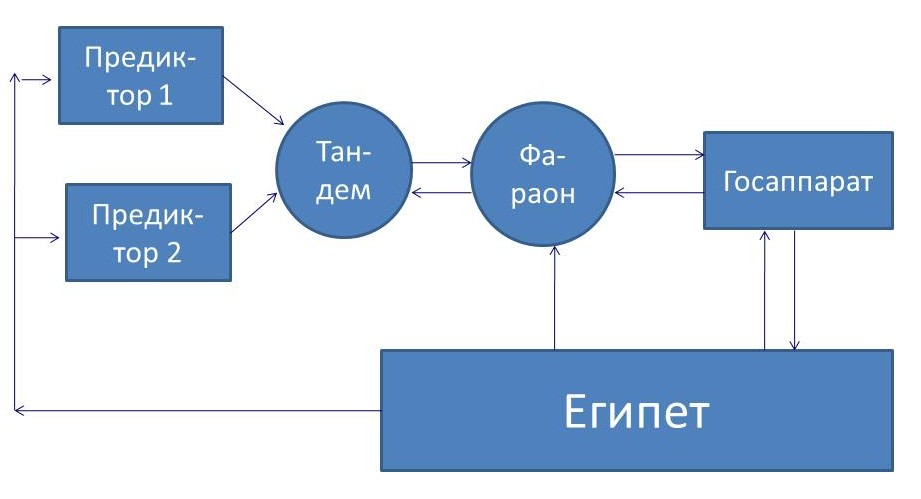 Предик-
тор 1
Предик-
тор 2
Тан-
дем
Фа-
раон
Госаппарат
Египет